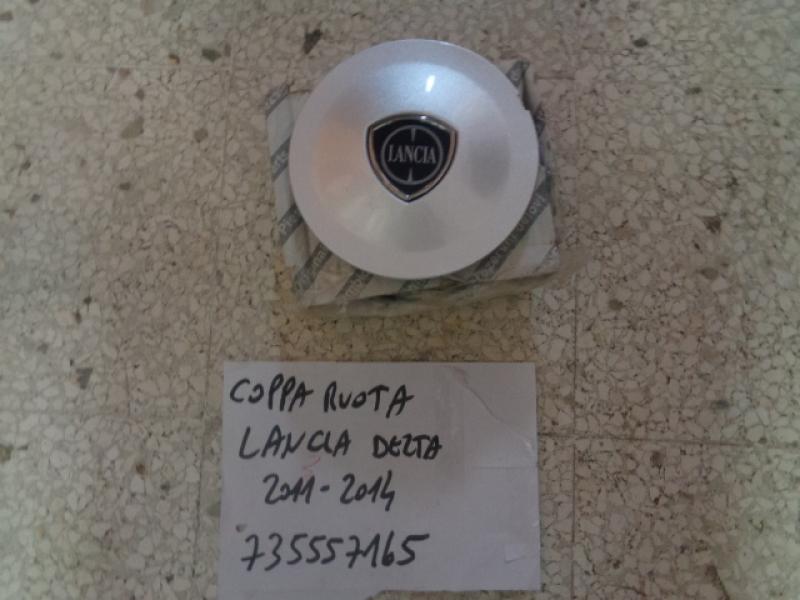 LANCIA
COPPA RUOTA
LANCIA DELTA
2011-2014
735557165